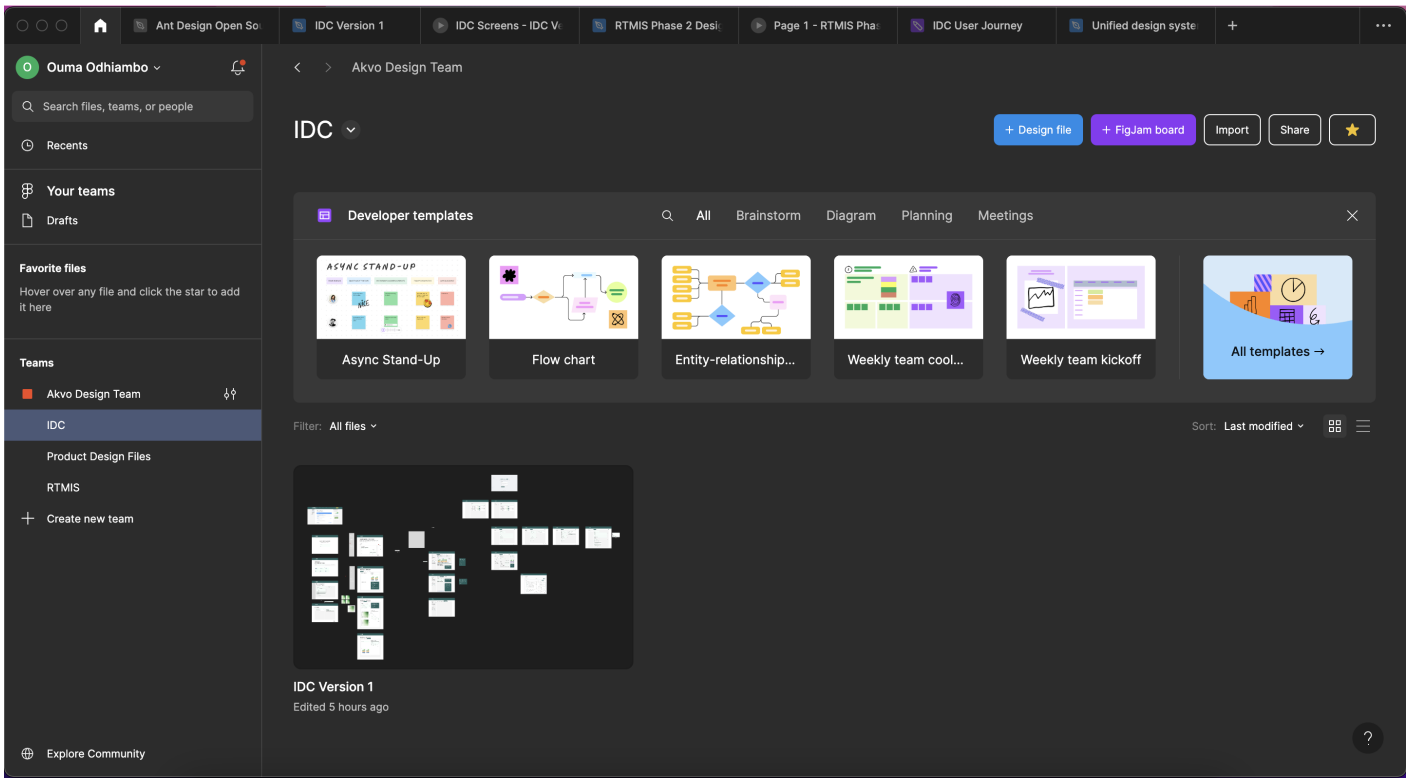 Ant Design Open Sou
IDC Version 1
IDC Screens - IDC Ve
RTMIS Phase 2 Desig
Page 1 - RTMIS Phas
IDC User Journey
Unified design syste
O
Ouma Odhiambo
Akvo Design Team
Search files, teams, or people
Recents
IDC
+ Design file
+ FigJam board
Import
Share
Your teams
Drafts
Developer templates
All
Brainstorm
Diagram
Planning
Meetings
Favorite files
Hover over any file and click the star to add
it here
ASYNC STAND-UP
Async Stand-Up
Flow chart
Entity-relationship...
Weekly team cool...
Weekly team kickoff
All templates →
Teams
Akvo Design Team
IDC
Product Design Files
RTMIS
Create new team
Filter: All files
Sort: Last modified
IDC Version 1
Edited 5 hours ago
Explore Community
?